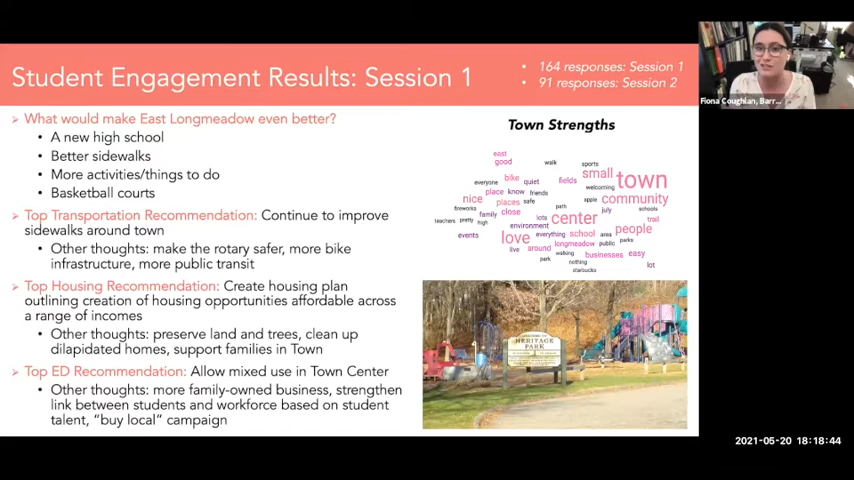 Student Engagement Results: Session 1
• 164 responses: Session 1
• 91 responses: Session 2
Fiona Coughlan, Barr...
➢ What would make East Longmeadow even better?
• A new high school
• Better sidewalks
• More activities/things to do
• Basketball courts
➢ Top Transportation Recommendation: Continue to improve
sidewalks around town
• Other thoughts: make the rotary safer, more bike
infrastructure, more public transit
➢ Top Housing Recommendation: Create housing plan
outlining creation of housing opportunities affordable across
a range of incomes
• Other thoughts: preserve land and trees, clean up
dilapidated homes, support families in Town
➢ Top ED Recommendation: Allow mixed use in Town Center
• Other thoughts: more family-owned business, strengthen
link between students and workforce based on student
talent, "buy local" campaign
Town Strengths
east
good
walk
sports
small
town
everyone
bike
quiet
fields
welcoming
place
know
friends
nice
places
safe
apple
community
fireworks
family
close
path
july
schools
teachers
pretty
high
lots
center
trail
environment
people
events
love
everything
school
area
live
around
longmeadow
public
parks
park
walking
nothing
businesses
easy
starbucks
lot
HERITAGE
PARK
2021-05-20 18:18:44